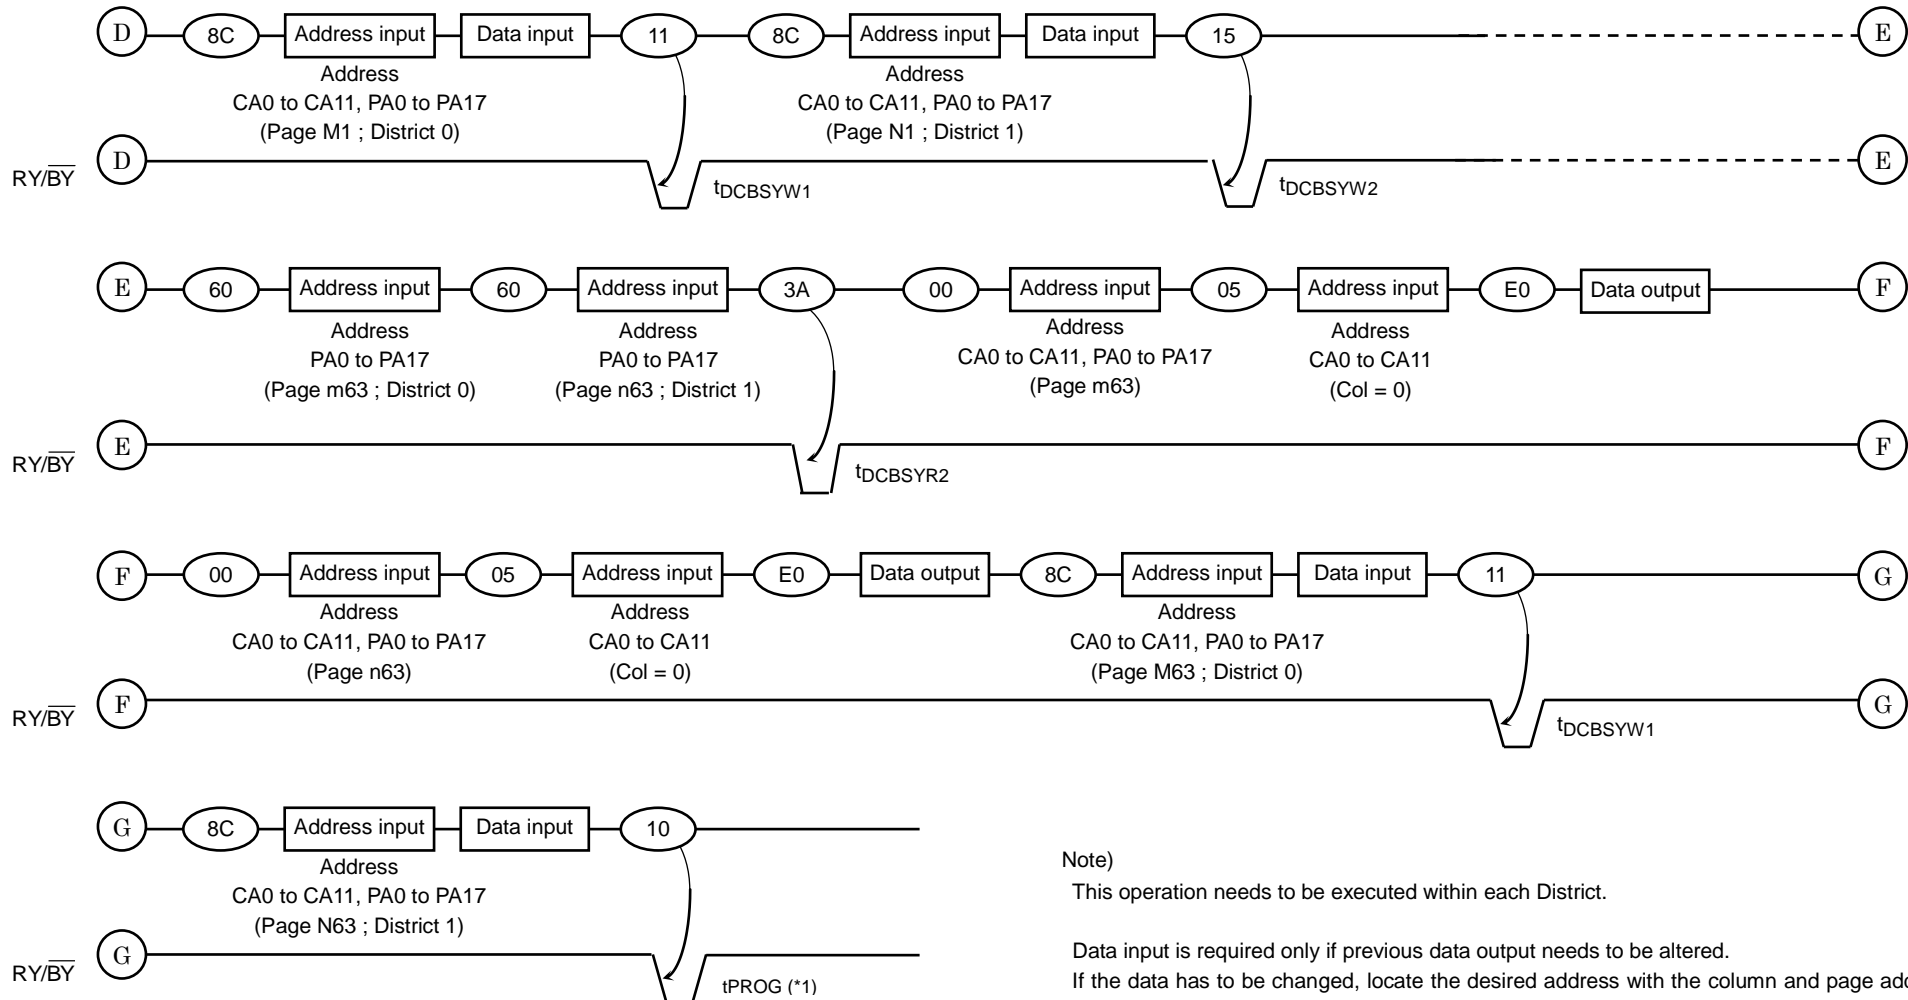 D 8C Address input Data input 11 8C Address input Data input 15 E
Address Address
CA0 to CA11, PA0 to PA17 CA0 to CA11, PA0 to PA17
(Page M1 ; District 0) (Page N1 ; District 1)
D E
RY/BY
tDCBSYW1 tDCBSYW2
E 60 Address input 60 Address input 3A 00 Address input 05 Address input E0 Data output F
Address Address Address Address
PA0 to PA17 PA0 to PA17 CA0 to CA11, PA0 to PA17 CA0 to CA11
(Page m63 ; District 0) (Page n63 ; District 1) (Page m63) (Col = 0)
E F
RY/BY
tDCBSYR2
F 00 Address input 05 Address input E0 Data output 8C Address input Data input 11 G
Address Address Address
CA0 to CA11, PA0 to PA17 CA0 to CA11 CA0 to CA11, PA0 to PA17
(Page n63) (Col = 0) (Page M63 ; District 0)
F G
RY/BY
tDCBSYW1
G 8C Address input Data input 10
Address
CA0 to CA11, PA0 to PA17
(Page N63 ; District 1)
G
RY/BY
tPROG (*1)
Note)
This operation needs to be executed within each District.
Data input is required only if previous data output needs to be altered.
If the data has to be changed, locate the desired address with the column and page